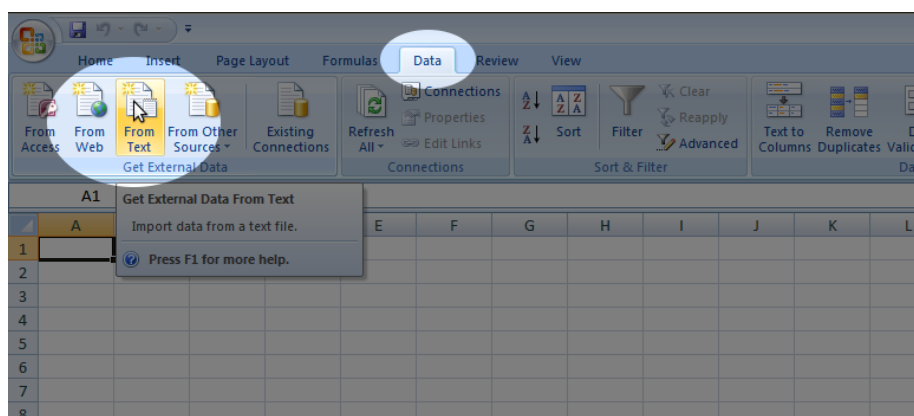 Home Insert Page Layout Formulas Data Review View
From Access
From Web
From Text
From Other Sources
Existing Connections
Get External Data
Refresh All
Connections
Properties
Edit Links
Connections
A Z
Z A
A Z Z A
Sort
Filter
Clear
Reapply
Advanced
Sort & Filter
Text to Columns
Remove Duplicates
A1
Get External Data From Text
Import data from a text file.
Press F1 for more help.
A E F G H I J K L
1
2
3
4
5
6
7
8